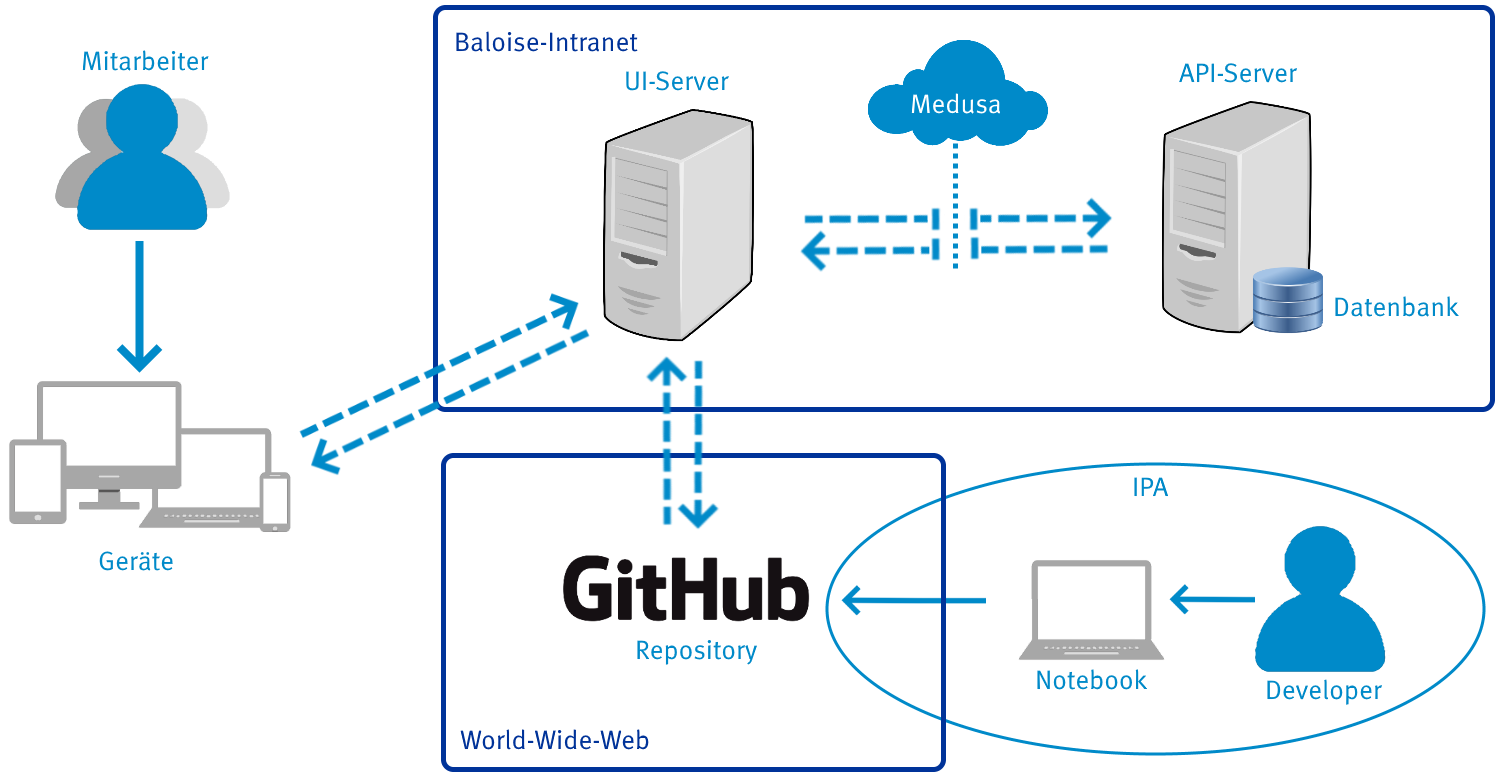 Mitarbeiter
Geräte
Baloise-Intranet
UI-Server
Medusa
API-Server
Datenbank
GitHub
Repository
World-Wide-Web
IPA
Notebook
Developer